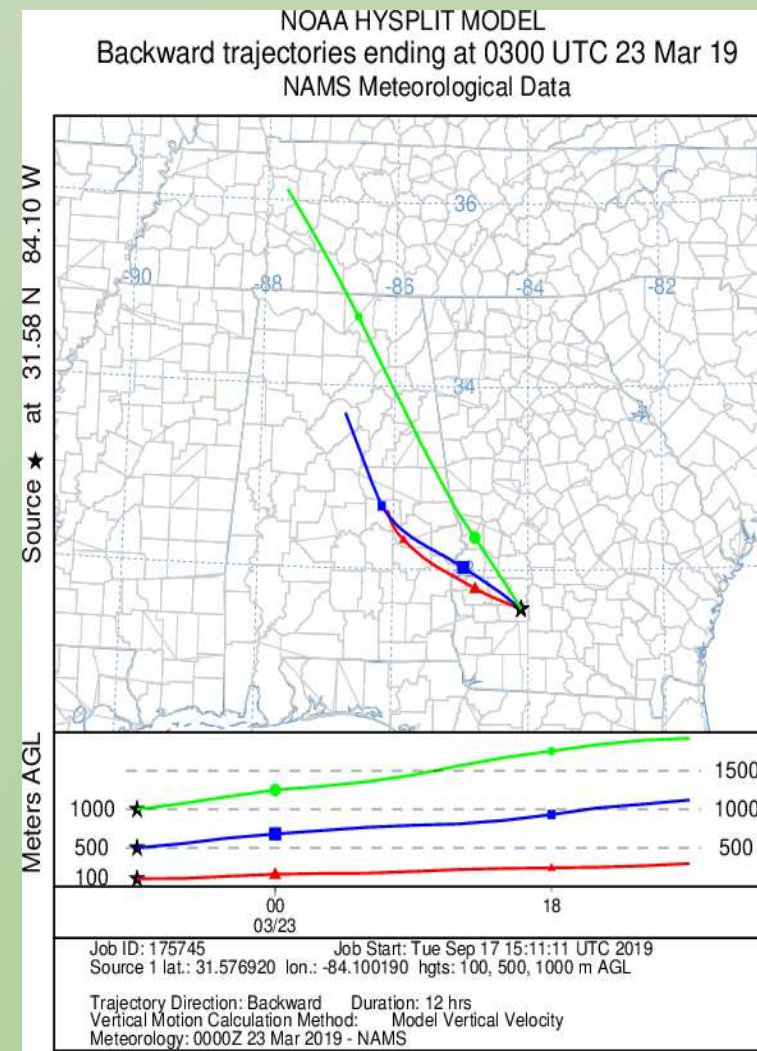 NOAA HYSPLIT MODEL
Backward trajectories ending at 0300 UTC 23 Mar 19
NAMS Meteorological Data
Source ★ at 31.58 N 84.10 W
36
-90
-88
-86
-84
-82
34
Meters AGL
1500
1000
1000
500
500
100
00
18
03/23
Job ID: 175745 Job Start: Tue Sep 17 15:11:11 UTC 2019
Source 1 lat.: 31.576920 lon.: -84.100190 hgts: 100, 500, 1000 m AGL
Trajectory Direction: Backward Duration: 12 hrs
Vertical Motion Calculation Method: Model Vertical Velocity
Meteorology: 0000Z 23 Mar 2019 - NAMS